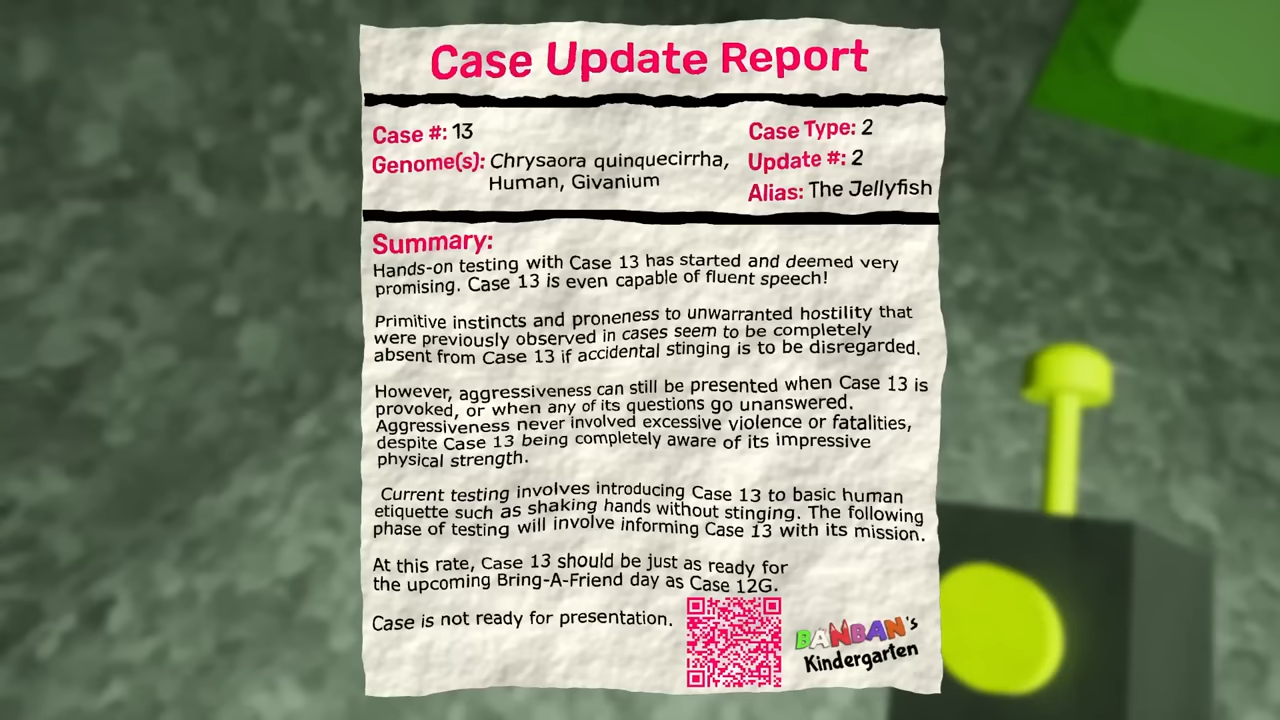 Case Update Report
Case #: 13
Case Type: 2
Genome(s): Chrysaora quinquecirrha,
Human, Givanium
Update #: 2
Alias: The Jellyfish
Summary:
Hands-on testing with Case 13 has started and deemed very
promising. Case 13 is even capable of fluent speech!
Primitive instincts and proneness to unwarranted hostility that
were previously observed in cases seem to be completely
absent from Case 13 if accidental stinging is to be disregarded.
However, aggressiveness can still be presented when Case 13 is
provoked, or when any of its questions go unanswered.
Aggressiveness never involved excessive violence or fatalities,
despite Case 13 being completely aware of its impressive
physical strength.
Current testing involves introducing Case 13 to basic human
etiquette such as shaking hands without stinging. The following
phase of testing will involve informing Case 13 with its mission.
At this rate, Case 13 should be just as ready for
the upcoming Bring-A-Friend day as Case 12G.
Case is not ready for presentation.
BANBAN's
Kindergarten